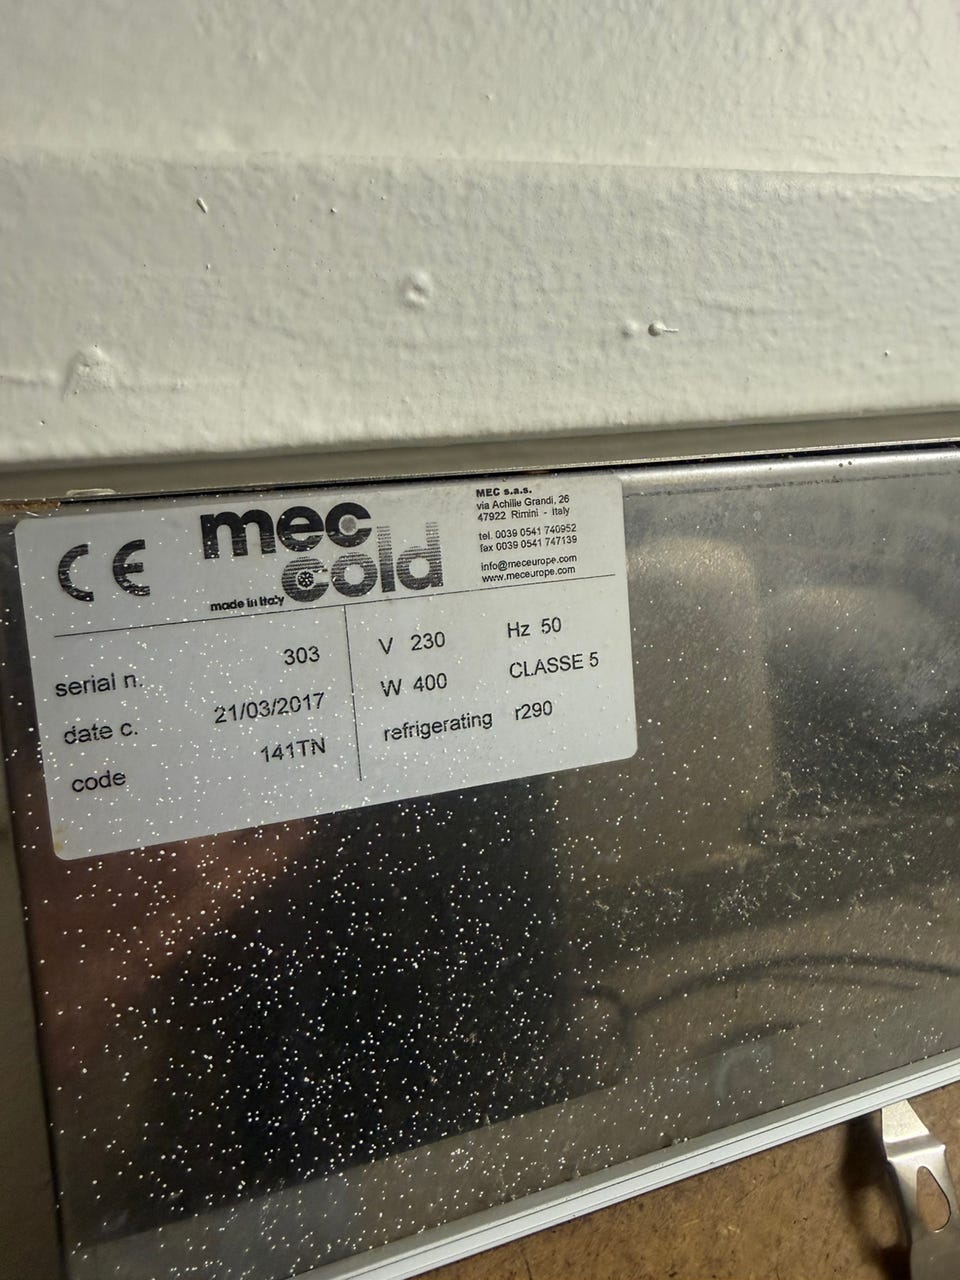 CE
mec
cold
made in Italy
MEC s.a.s.
via Achille Grandi, 26
47922 Rimini - Italy
tel. 0039 0541 740952
fax 0039 0541 747139
info@meceurope.com
www.meceurope.com
serial n. 303
date c. 21/03/2017
code 141TN
V 230 Hz 50
W 400 CLASSE 5
refrigerating r290